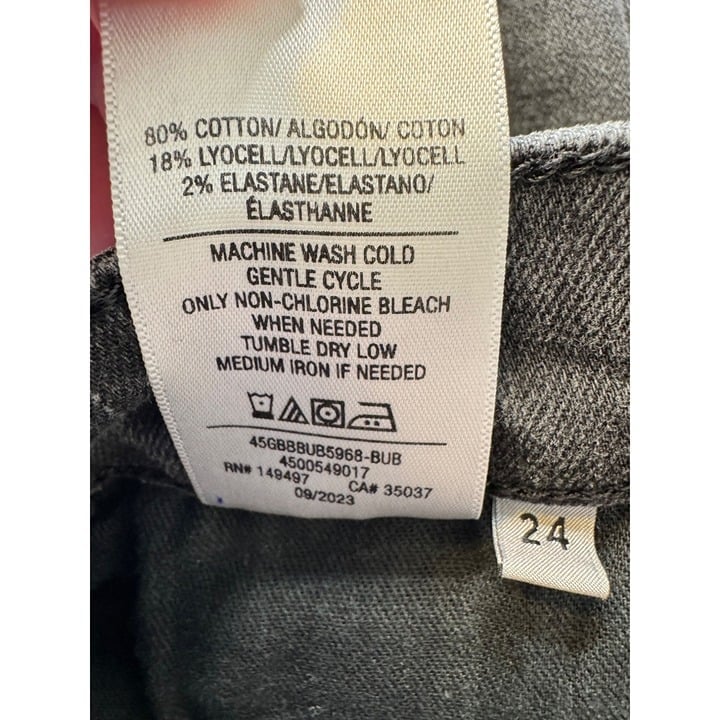 80% COTTON/ ALGODÓN/ COTON
18% LYOCELL/LYOCELL/LYOCELL
2% ELASTANE/ELASTANO/
ÉLASTHANNE
MACHINE WASH COLD
GENTLE CYCLE
ONLY NON-CHLORINE BLEACH
WHEN NEEDED
TUMBLE DRY LOW
MEDIUM IRON IF NEEDED
45GBBBUB5968-BUB
4500549017
RN# 149497 CA# 35037
09/2023
24